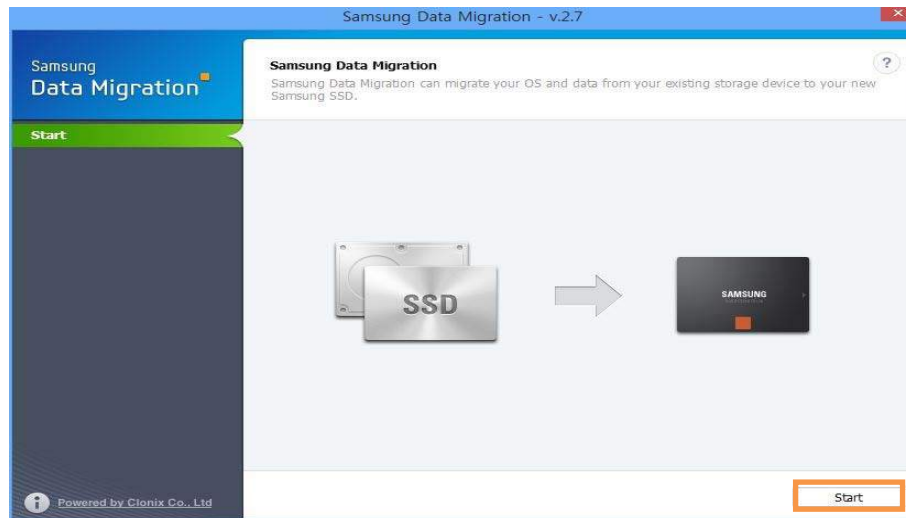 Samsung Data Migration - v.2.7
Samsung
Data Migration
Samsung Data Migration
Samsung Data Migration can migrate your OS and data from your existing storage device to your new
Samsung SSD.
?
Start
SSD
SAMSUNG
Powered by Clonix Co., Ltd
Start